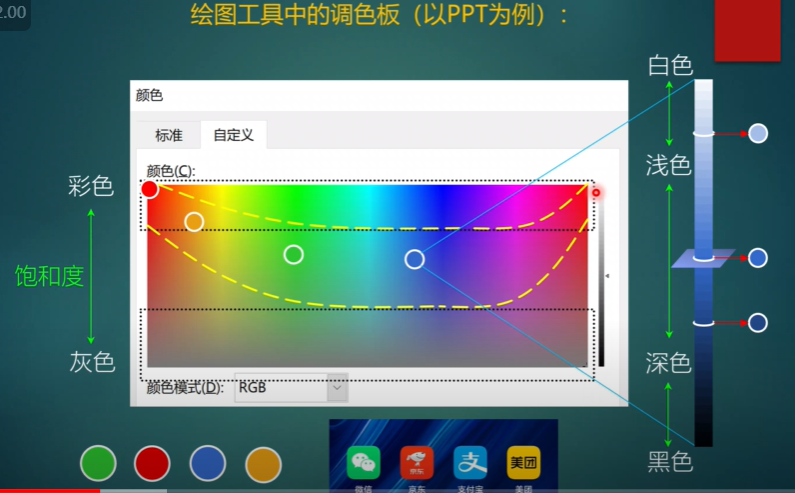 2.00
绘图工具中的调色板（以PPT为例）:
白色
颜色
标准 自定义
颜色(C):
浅色
彩色
饱和度
灰色
深色
颜色模式(D): RGB
黑色
京东
支 美团
微信 京东 支付宝 美团